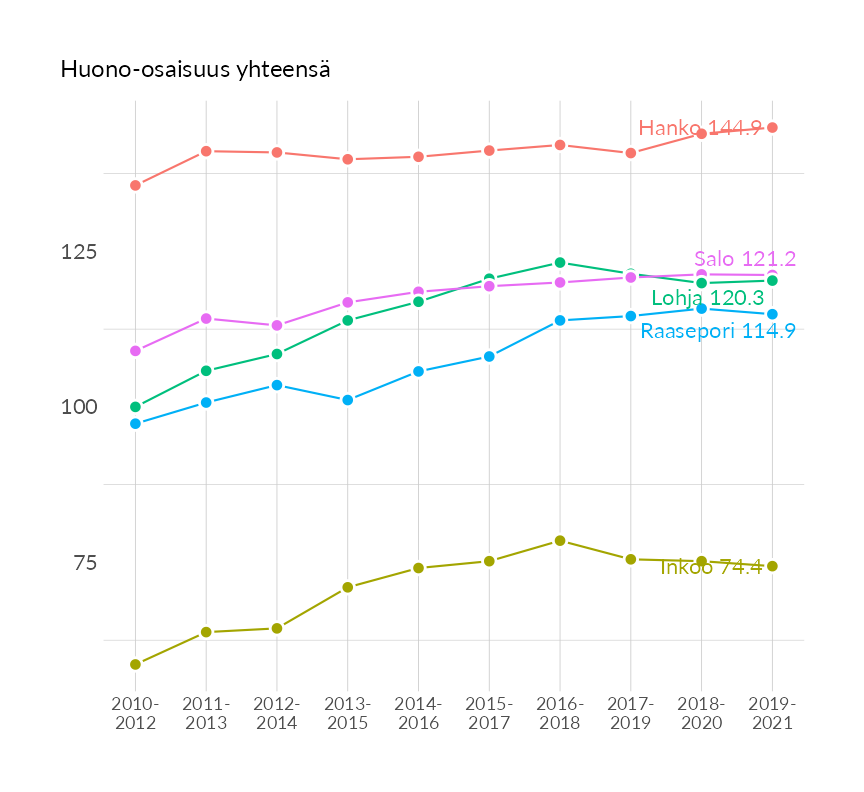 Huono-osaisuus yhteensä
Hanko 144.9
125
Salo 121.2
Lohja 120.3
Raasepori 114.9
100
75
Inkoo 74.4
2010- 2011- 2012- 2013- 2014- 2015- 2016- 2017- 2018- 2019-
2012 2013 2014 2015 2016 2017 2018 2019 2020 2021